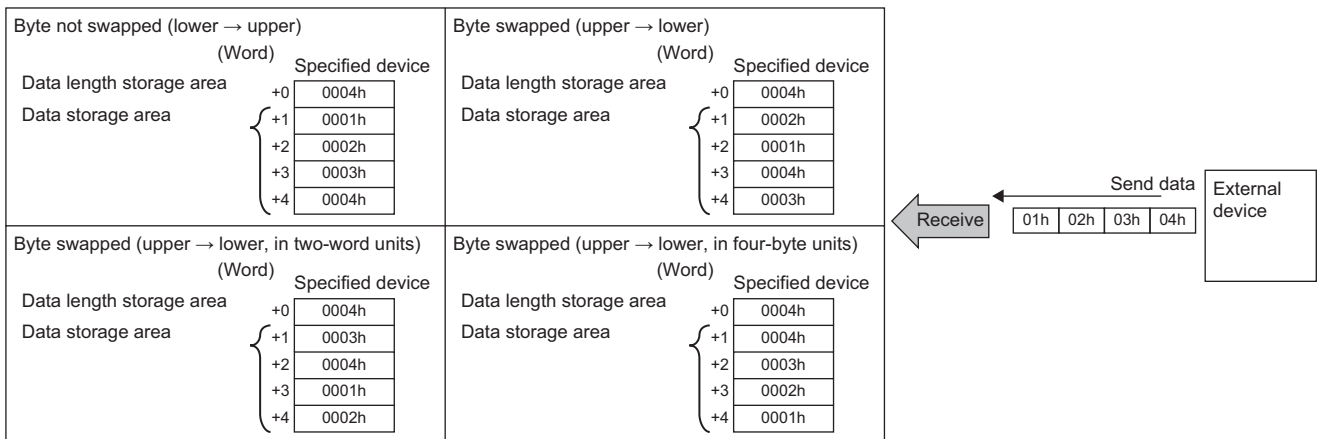 Byte not swapped (lower → upper)
(Word)
Specified device
Data length storage area
+0 0004h
Data storage area
+1 0001h
+2 0002h
+3 0003h
+4 0004h
Byte swapped (upper → lower)
(Word)
Specified device
Data length storage area
+0 0004h
Data storage area
+1 0002h
+2 0001h
+3 0004h
+4 0003h
Byte swapped (upper → lower, in two-word units)
(Word)
Specified device
Data length storage area
+0 0004h
Data storage area
+1 0003h
+2 0004h
+3 0001h
+4 0002h
Byte swapped (upper → lower, in four-byte units)
(Word)
Specified device
Data length storage area
+0 0004h
Data storage area
+1 0004h
+2 0003h
+3 0002h
+4 0001h
Receive
Send data
01h 02h 03h 04h
External
device